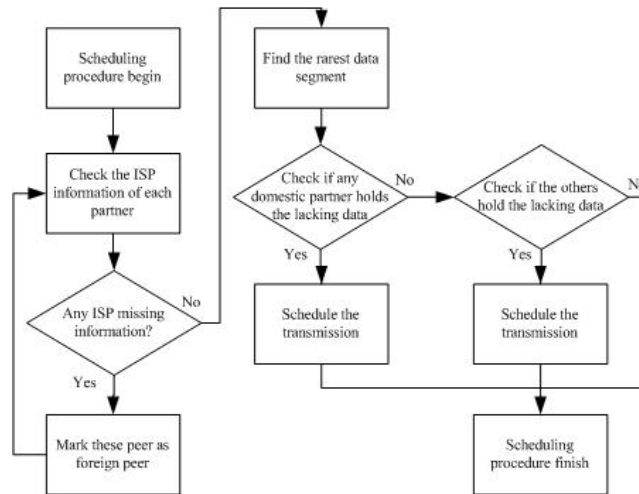 Scheduling
procedure begin
Check the ISP
information of each
partner
Any ISP missing
information?
No
Yes
Mark these peer as
foreign peer
Find the rarest data
segment
Check if any
domestic partner holds
the lacking data
No
Yes
Schedule the
transmission
Check if the others
hold the lacking data
Yes
Schedule the
transmission
Scheduling
procedure finish